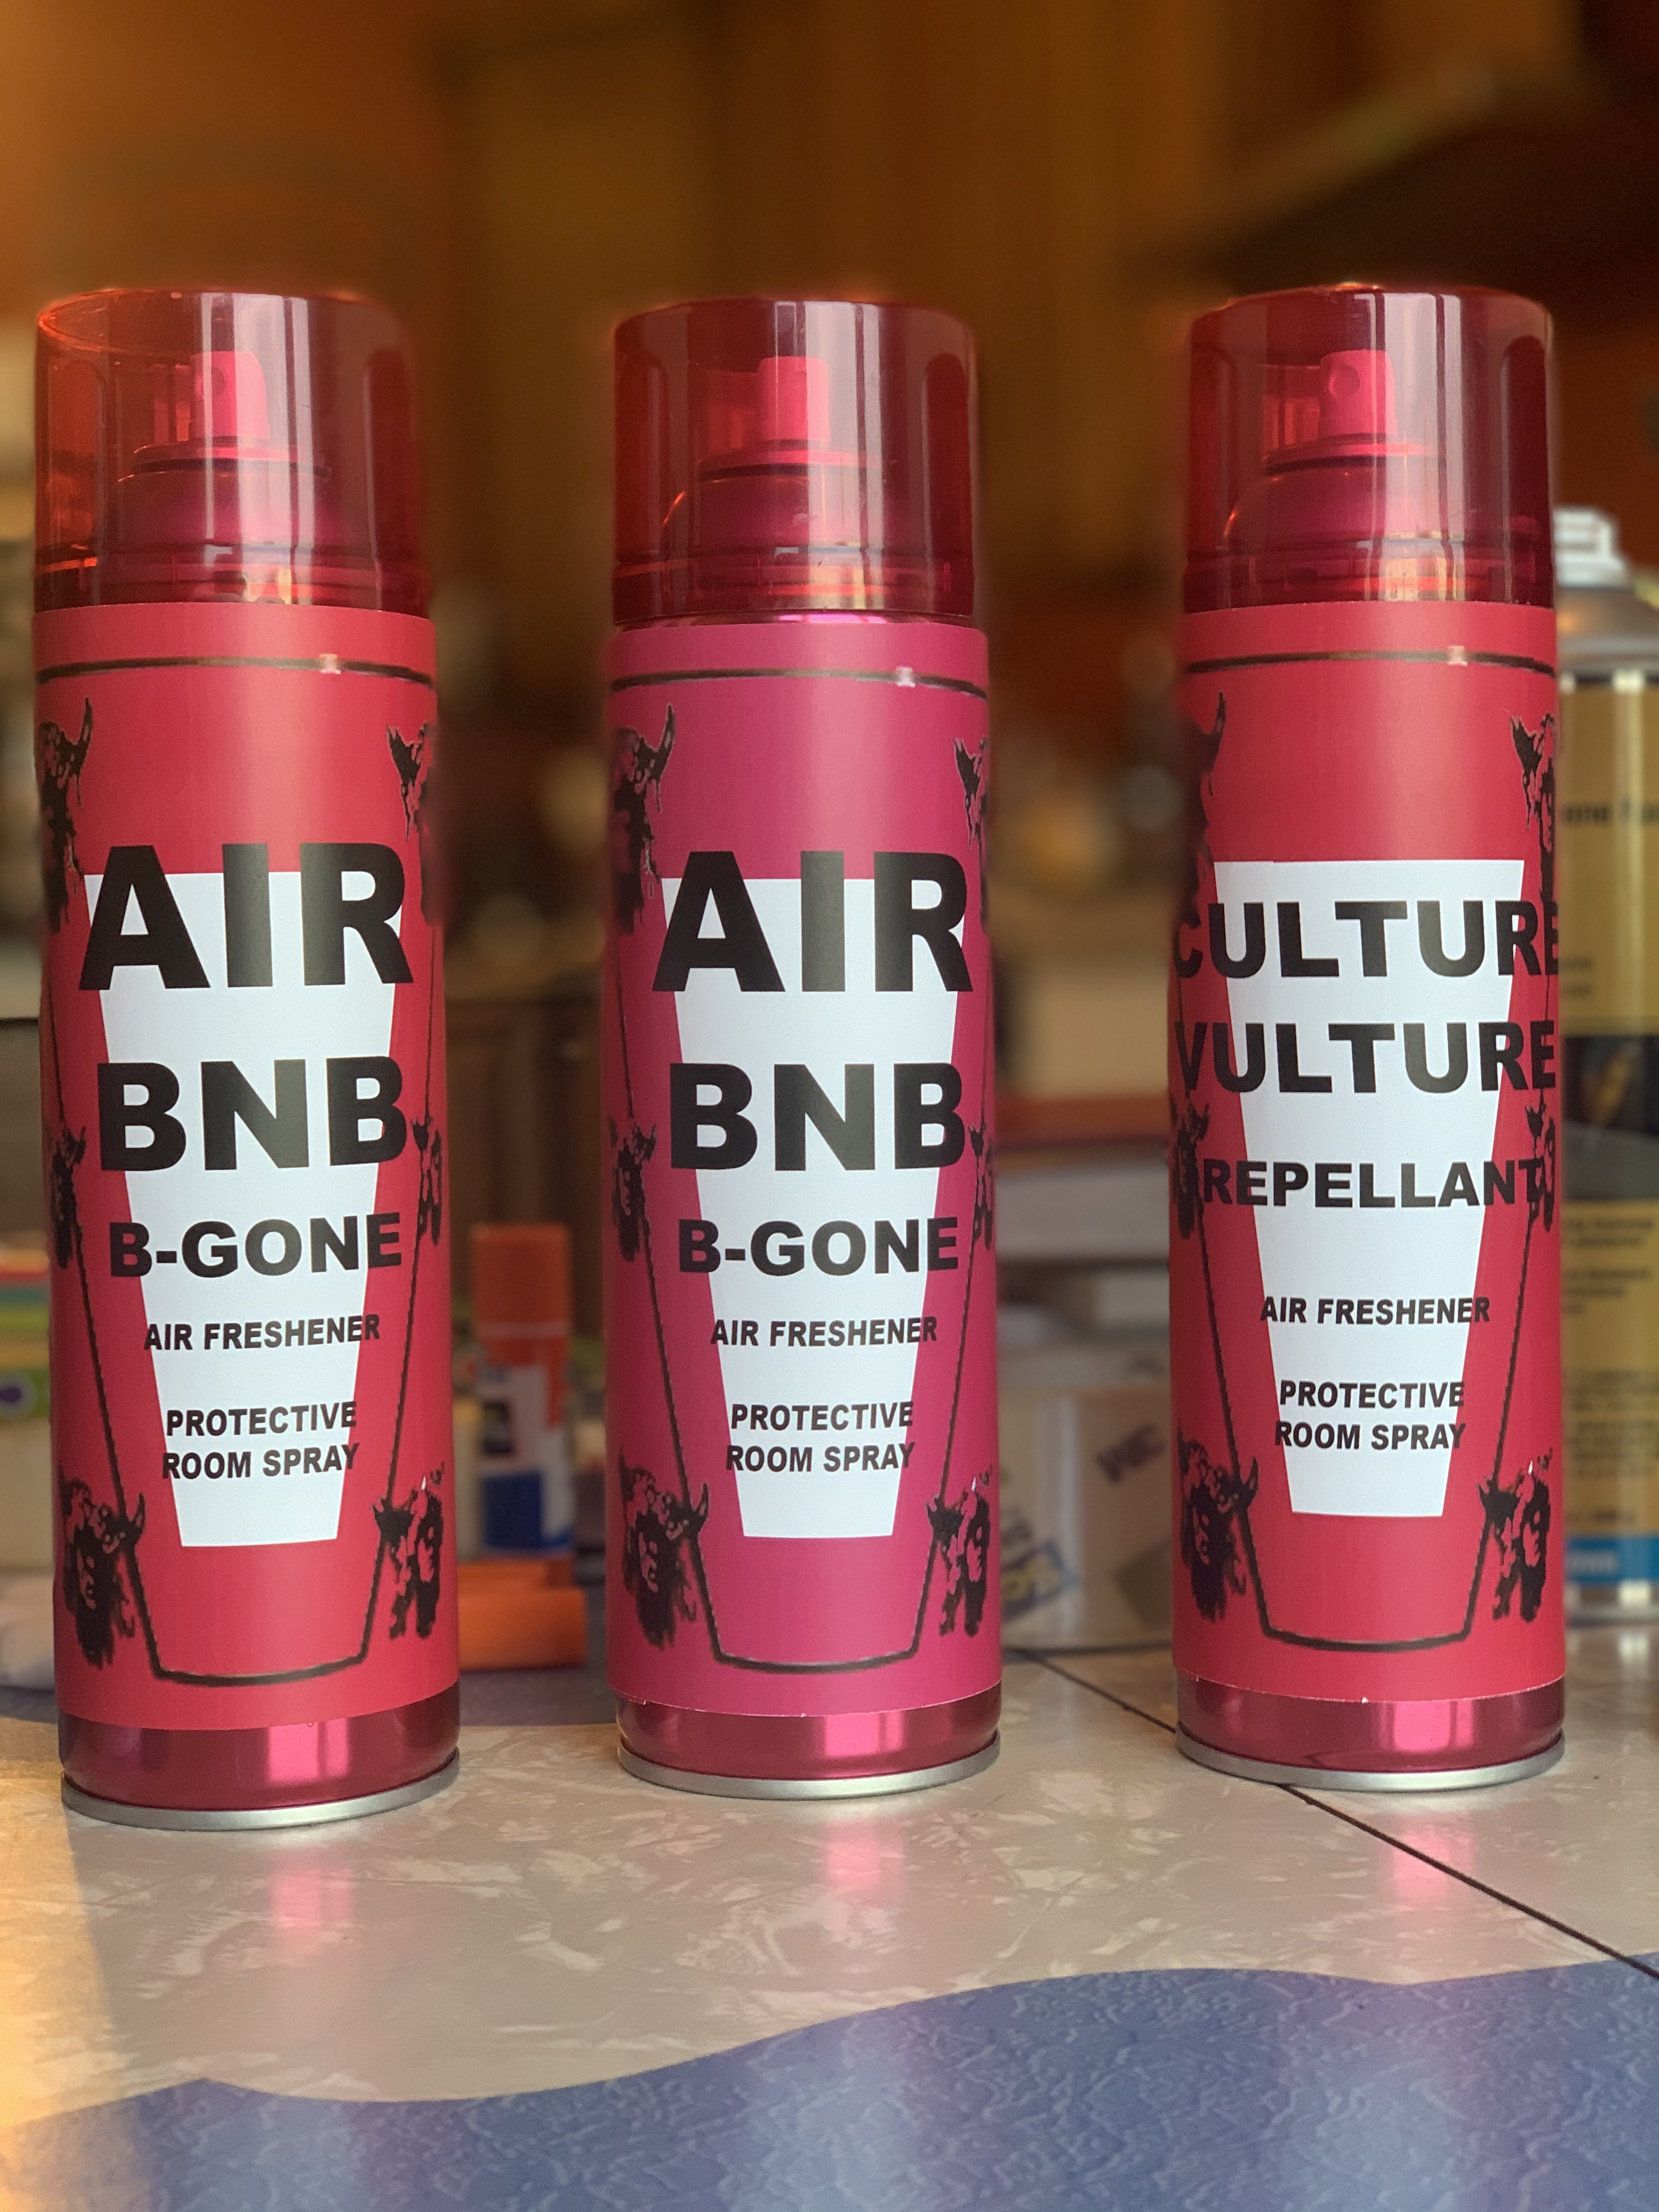 AIR
BNB
B-GONE
AIR FRESHENER
PROTECTIVE
ROOM SPRAY
AIR
BNB
B-GONE
AIR FRESHENER
PROTECTIVE
ROOM SPRAY
CULTURE
VULTURE
REPELLANT
AIR FRESHENER
PROTECTIVE
ROOM SPRAY